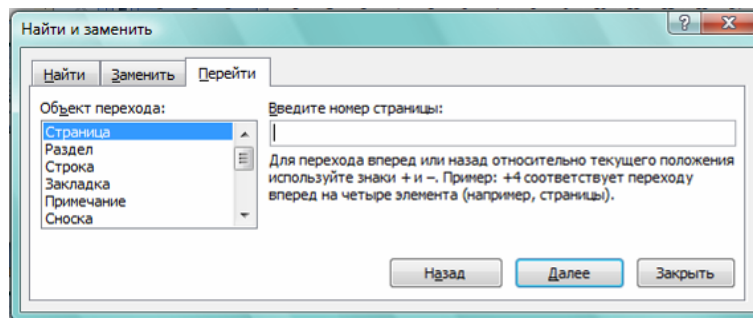 Найти и заменить
Найти Заменить Перейти
Объект перехода:
Страница
Раздел
Строка
Закладка
Примечание
Сноска
Введите номер страницы:
Для перехода вперед или назад относительно текущего положения
используйте знаки + и –. Пример: +4 соответствует переходу
вперед на четыре элемента (например, страницы).
Назад Далее Закрыть